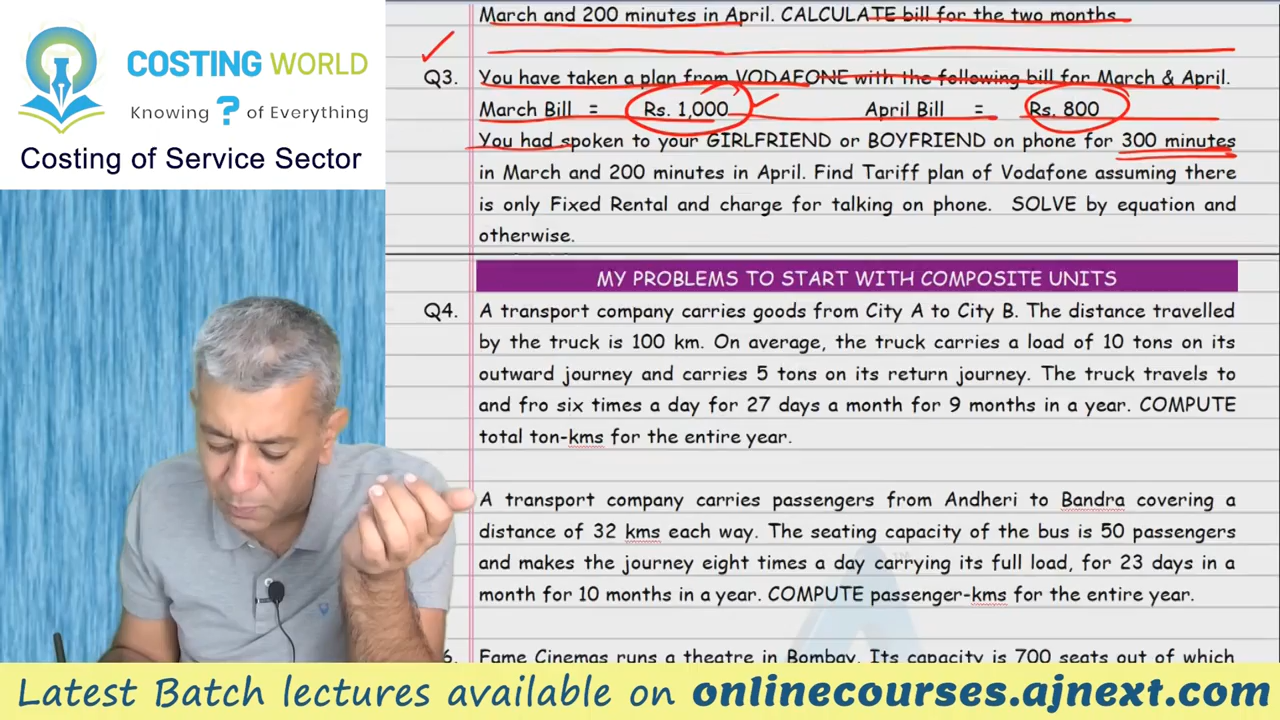 March and 200 minutes in April. CALCULATE bill for the two months.
COSTING WORLD
Knowing ? of Everything
Costing of Service Sector
Q3. You have taken a plan from VODAFONE with the following bill for March & April.
March Bill = Rs. 1,000 April Bill = Rs. 800
You had spoken to your GIRLFRIEND or BOYFRIEND on phone for 300 minutes
in March and 200 minutes in April. Find Tariff plan of Vodafone assuming there
is only Fixed Rental and charge for talking on phone. SOLVE by equation and
otherwise.
MY PROBLEMS TO START WITH COMPOSITE UNITS
Q4. A transport company carries goods from City A to City B. The distance travelled
by the truck is 100 km. On average, the truck carries a load of 10 tons on its
outward journey and carries 5 tons on its return journey. The truck travels to
and fro six times a day for 27 days a month for 9 months in a year. COMPUTE
total ton-kms for the entire year.
A transport company carries passengers from Andheri to Bandra covering a
distance of 32 kms each way. The seating capacity of the bus is 50 passengers
and makes the journey eight times a day carrying its full load, for 23 days in a
month for 10 months in a year. COMPUTE passenger-kms for the entire year.
6. Fame Cinemas runs a theatre in Bombay. Its capacity is 700 seats out of which
Latest Batch lectures available on onlinecourses.ajnext.com